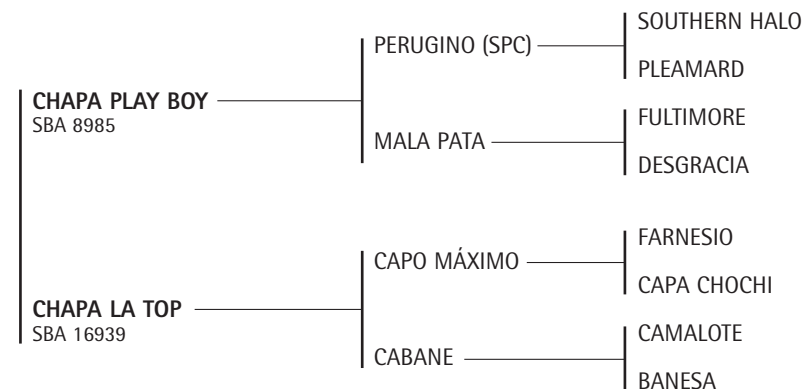 CHAPA PLAY BOY
SBA 8985
PERUGINO (SPC)
SOUTHERN HALO
PLEAMARD
MALA PATA
FULTIMORE
DESGRACIA
CHAPA LA TOP
SBA 16939
CAPO MÁXIMO
FARNESIO
CAPA CHOCHI
CABANE
CAMALOTE
BANESA